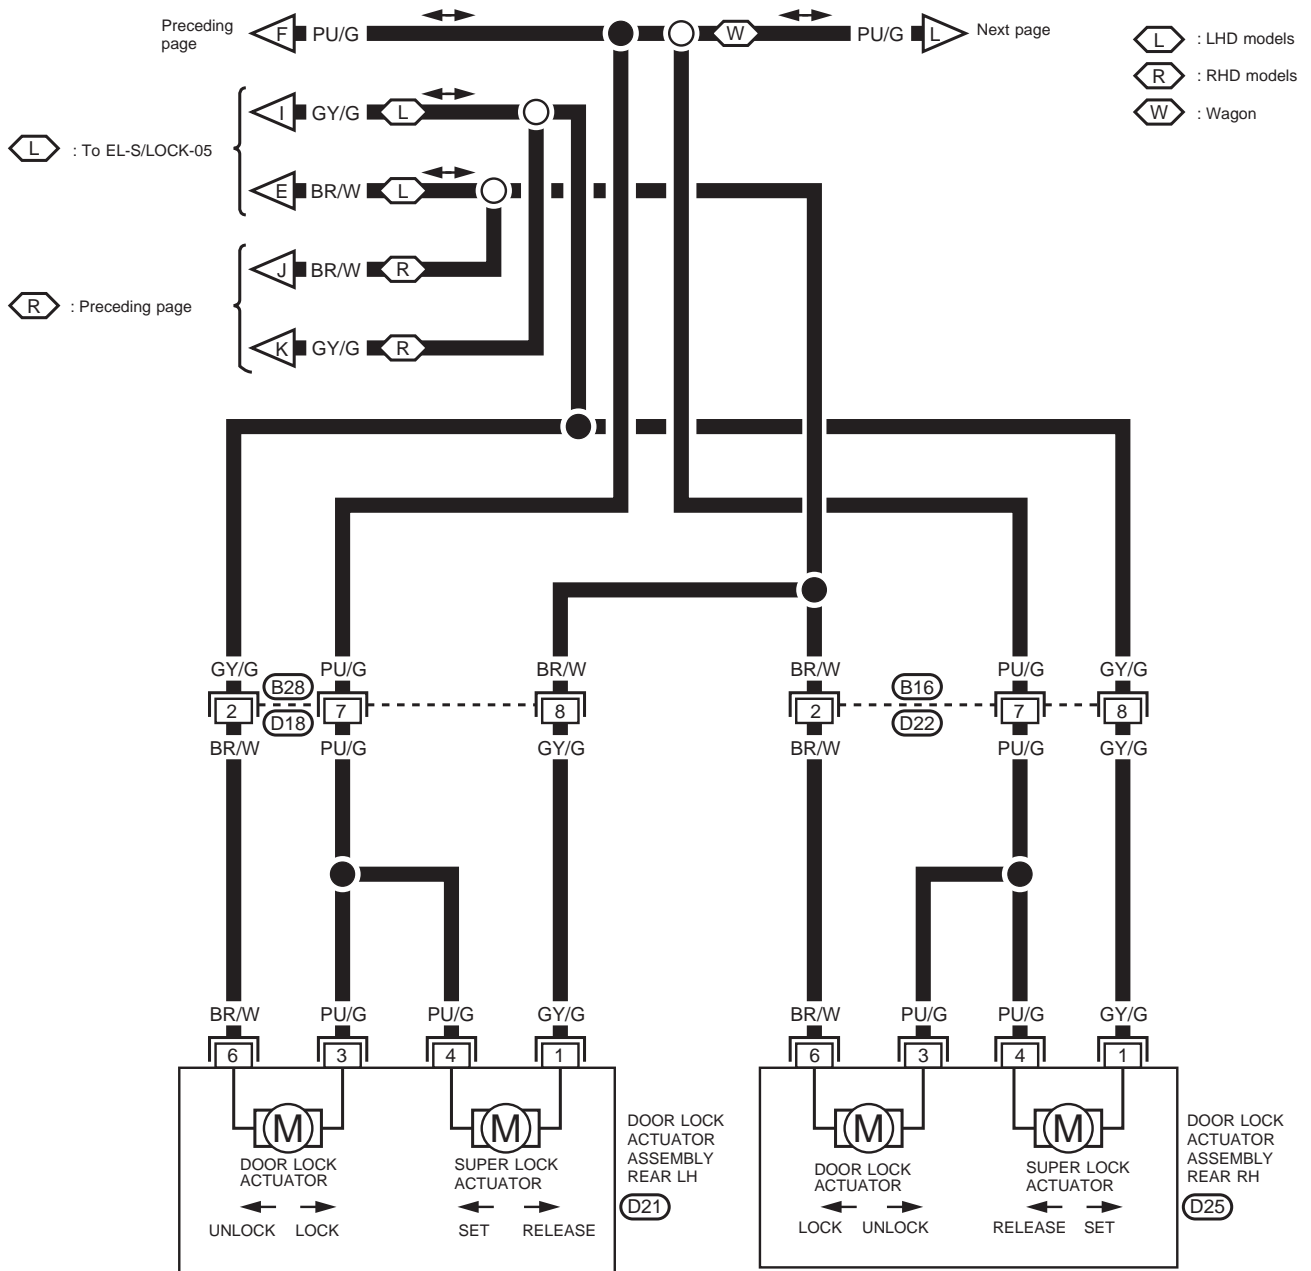 Preceding
page
F PU/G W PU/G L Next page
L : LHD models
R : RHD models
W : Wagon
I GY/G L
L : To EL-S/LOCK-05
E BR/W L
J BR/W R
R : Preceding page
K GY/G R
GY/G PU/G BR/W BR/W PU/G GY/G
B28 B16
2 7 8 2 7 8
D18 D22
BR/W PU/G GY/G BR/W PU/G GY/G
BR/W PU/G PU/G GY/G BR/W PU/G PU/G GY/G
6 3 4 1 6 3 4 1
M M M M
DOOR LOCK
ACTUATOR
SUPER LOCK
ACTUATOR
DOOR LOCK
ACTUATOR
ASSEMBLY
REAR LH
D21
UNLOCK LOCK
SET RELEASE
DOOR LOCK
ACTUATOR
SUPER LOCK
ACTUATOR
DOOR LOCK
ACTUATOR
ASSEMBLY
REAR RH
D25
LOCK UNLOCK
RELEASE SET